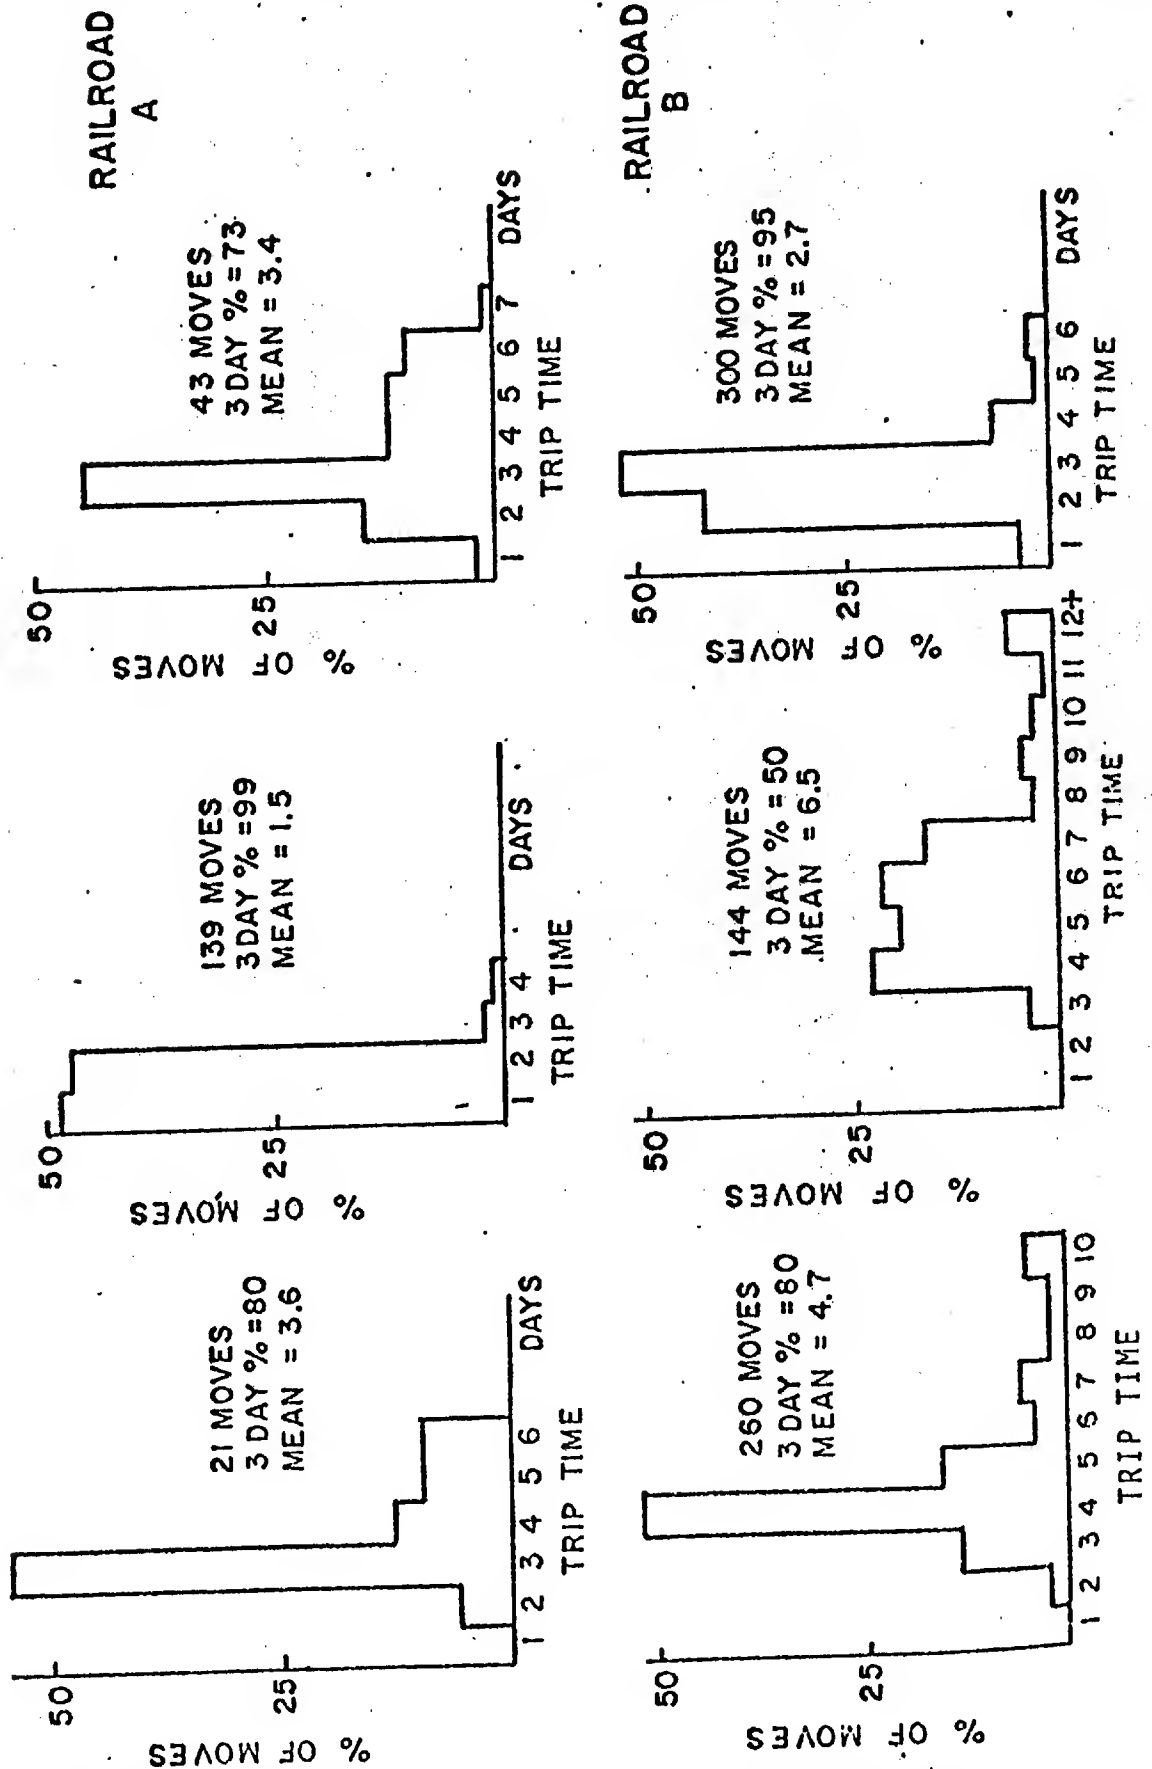 RAILROAD
A
50
25
% OF MOVES
21 MOVES
3 DAY % =80
MEAN = 3.6
1 2 3 4 5 6 DAYS
TRIP TIME
50
25
% OF MOVES
139 MOVES
3 DAY % =99
MEAN = 1.5
1 2 3 4 DAYS
TRIP TIME
50
25
% OF MOVES
43 MOVES
3 DAY % =73
MEAN = 3.4
1 2 3 4 5 6 7 DAYS
TRIP TIME
RAILROAD
B
50
25
% OF MOVES
260 MOVES
3 DAY % =80
MEAN = 4.7
1 2 3 4 5 6 7 8 9 10
TRIP TIME
50
25
% OF MOVES
144 MOVES
3 DAY % =50
MEAN = 6.5
1 2 3 4 5 6 7 8 9 10 11 12+
TRIP TIME
50
25
% OF MOVES
300 MOVES
3 DAY % =95
MEAN = 2.7
1 2 3 4 5 6 DAYS
TRIP TIME